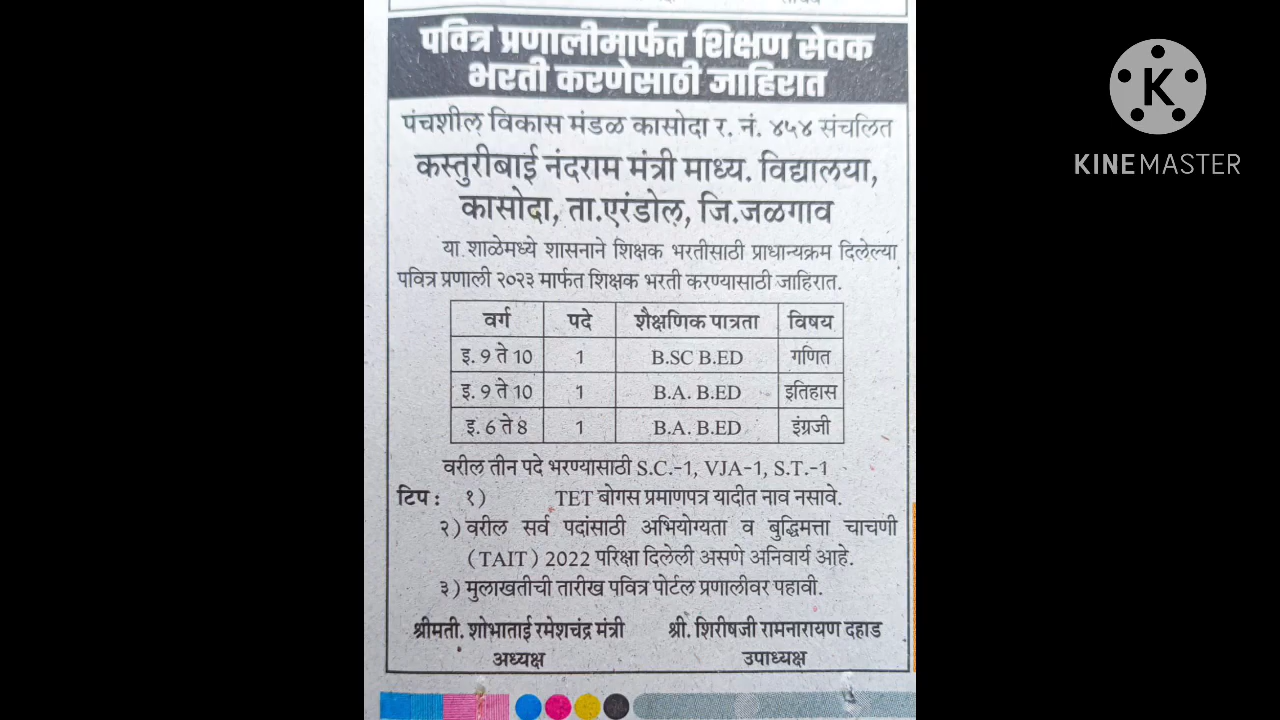 पवित्र प्रणालीमार्फत शिक्षण सेवक
भरती करणेसाठी जाहिरात
पंचशील विकास मंडळ कासोदा र. नं. ४५४ संचलित
कस्तुरीबाई नंदराम मंत्री माध्य. विद्यालया,
कासोदा, ता.एरंडोल, जि.जळगाव
या शाळेमध्ये शासनाने शिक्षक भरतीसाठी प्राधान्यक्रम दिलेल्या
पवित्र प्रणाली २०२३ मार्फत शिक्षक भरती करण्यासाठी जाहिरात.
वर्ग पदे शैक्षणिक पात्रता विषय
इ. 9 ते 10 1 B.SC B.ED गणित
इ. 9 ते 10 1 B.A. B.ED इतिहास
इ. 6 ते 8 1 B.A. B.ED इंग्रजी
वरील तीन पदे भरण्यासाठी S.C.-1, VJA-1, S.T.-1
टिप : १) TET बोगस प्रमाणपत्र यादीत नाव नसावे.
२) वरील सर्व पदांसाठी अभियोग्यता व बुद्धिमत्ता चाचणी
(TAIT) 2022 परिक्षा दिलेली असणे अनिवार्य आहे.
३) मुलाखतीची तारीख पवित्र पोर्टल प्रणालीवर पहावी.
श्रीमती. शोभाताई रमेशचंद्र मंत्री श्री. शिरीषजी रामनारायण दहाड
अध्यक्ष उपाध्यक्ष
K
KINEMASTER